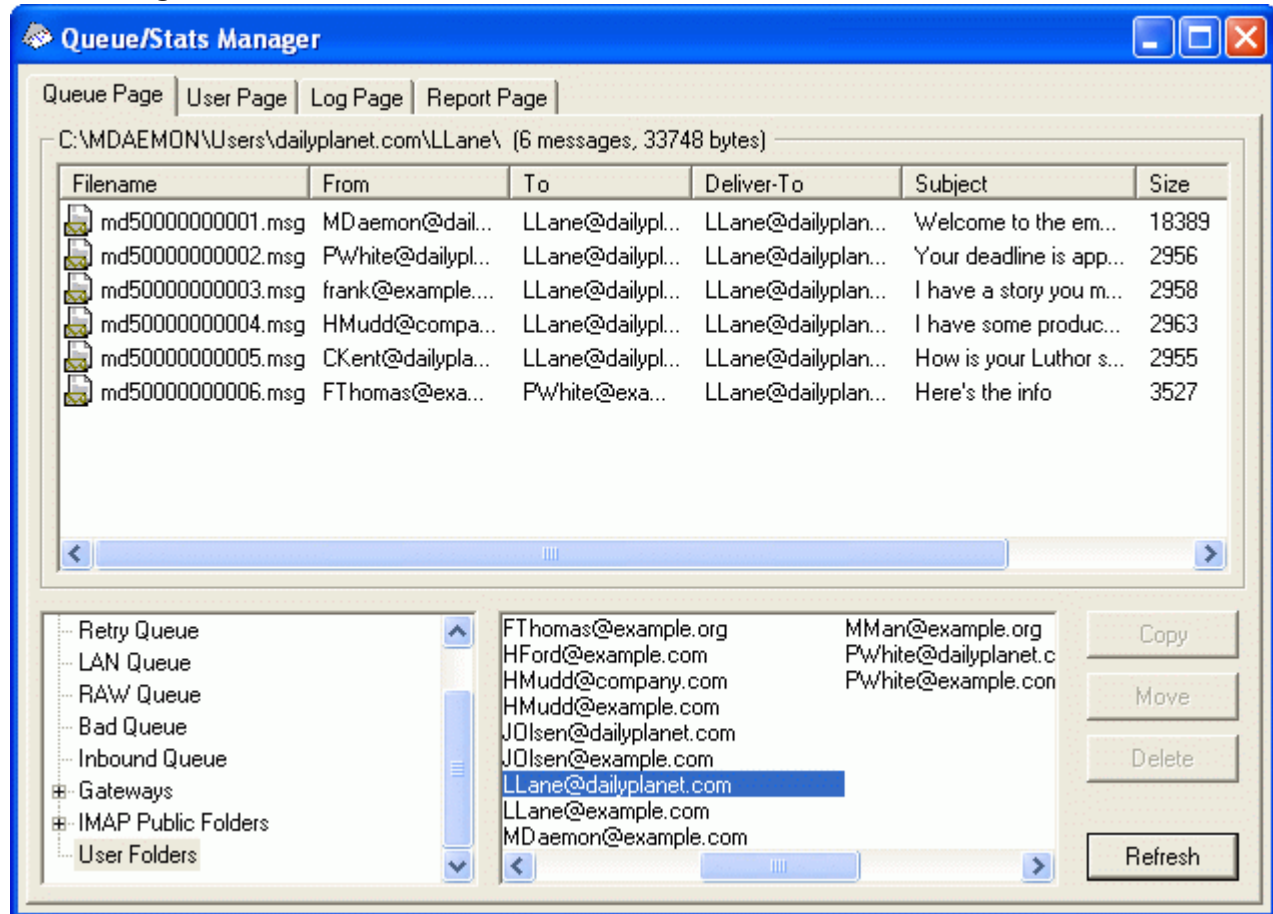 Queue/Stats Manager
Queue Page User Page Log Page Report Page
C:\MDAEMON\Users\dailyplanet.com\LLane\ (6 messages, 33748 bytes)
Filename From To Deliver-To Subject Size
md50000000001.msg MDaemon@dail... LLane@dailypl... LLane@dailyplan... Welcome to the em... 18389
md50000000002.msg PWhite@dailypl... LLane@dailypl... LLane@dailyplan... Your deadline is app... 2956
md50000000003.msg frank@example.... LLane@dailypl... LLane@dailyplan... I have a story you m... 2958
md50000000004.msg HMudd@compa... LLane@dailypl... LLane@dailyplan... I have some produc... 2963
md50000000005.msg CKent@dailypla... LLane@dailypl... LLane@dailyplan... How is your Luthor s... 2955
md50000000006.msg FThomas@exa... PWhite@exa... LLane@dailyplan... Here's the info 3527
Retry Queue
LAN Queue
RAW Queue
Bad Queue
Inbound Queue
Gateways
IMAP Public Folders
User Folders
FThomas@example.org
HFord@example.com
HMudd@company.com
HMudd@example.com
JOlsen@dailyplanet.com
JOlsen@example.com
LLane@dailyplanet.com
LLane@example.com
MDaemon@example.com
MMan@example.org
PWhite@dailyplanet.c
PWhite@example.con
Copy
Move
Delete
Refresh